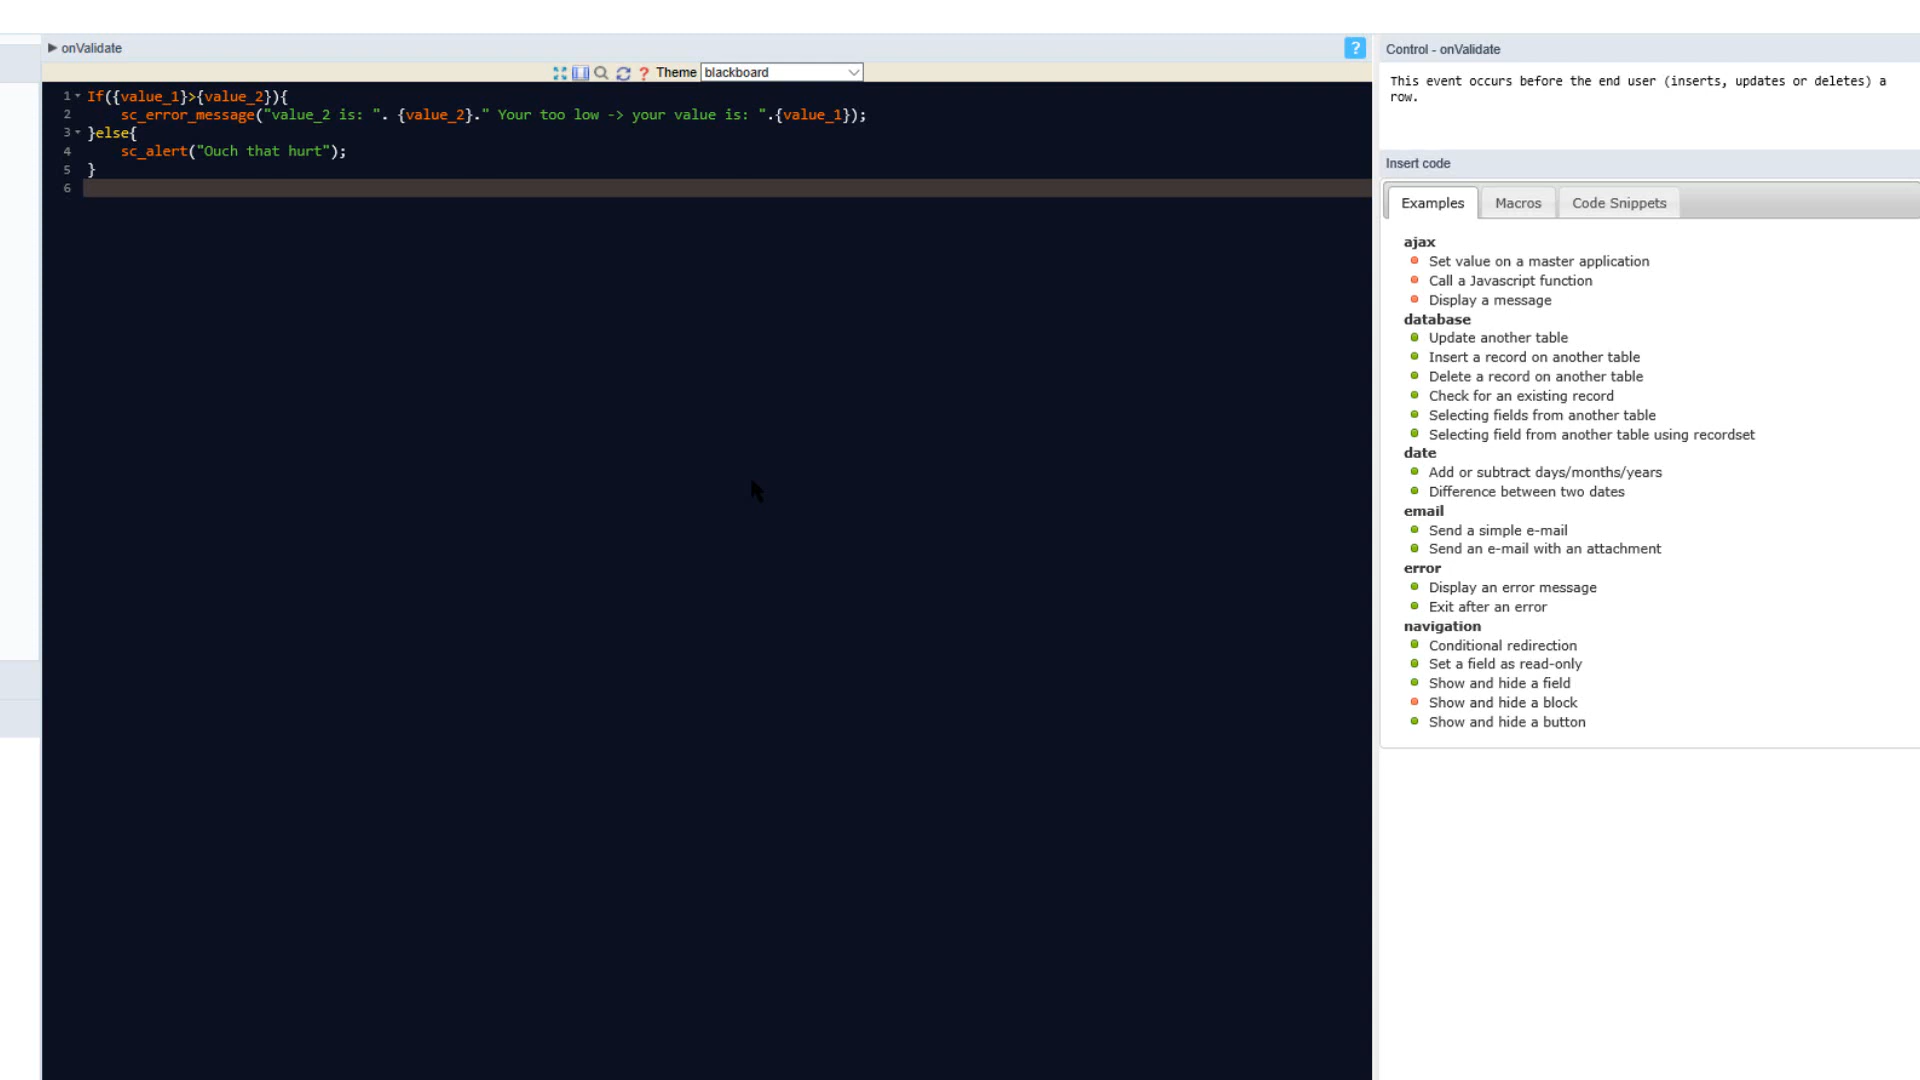 onValidate
?
? Theme blackboard
1 If({value_1}>{value_2}){
2 sc_error_message("value_2 is: ". {value_2}." Your too low -> your value is: ".{value_1});
3 }else{
4 sc_alert("Ouch that hurt");
5 }
6
Control - onValidate
This event occurs before the end user (inserts, updates or deletes) a
row.
Insert code
Examples Macros Code Snippets
ajax
Set value on a master application
Call a Javascript function
Display a message
database
Update another table
Insert a record on another table
Delete a record on another table
Check for an existing record
Selecting fields from another table
Selecting field from another table using recordset
date
Add or subtract days/months/years
Difference between two dates
email
Send a simple e-mail
Send an e-mail with an attachment
error
Display an error message
Exit after an error
navigation
Conditional redirection
Set a field as read-only
Show and hide a field
Show and hide a block
Show and hide a button